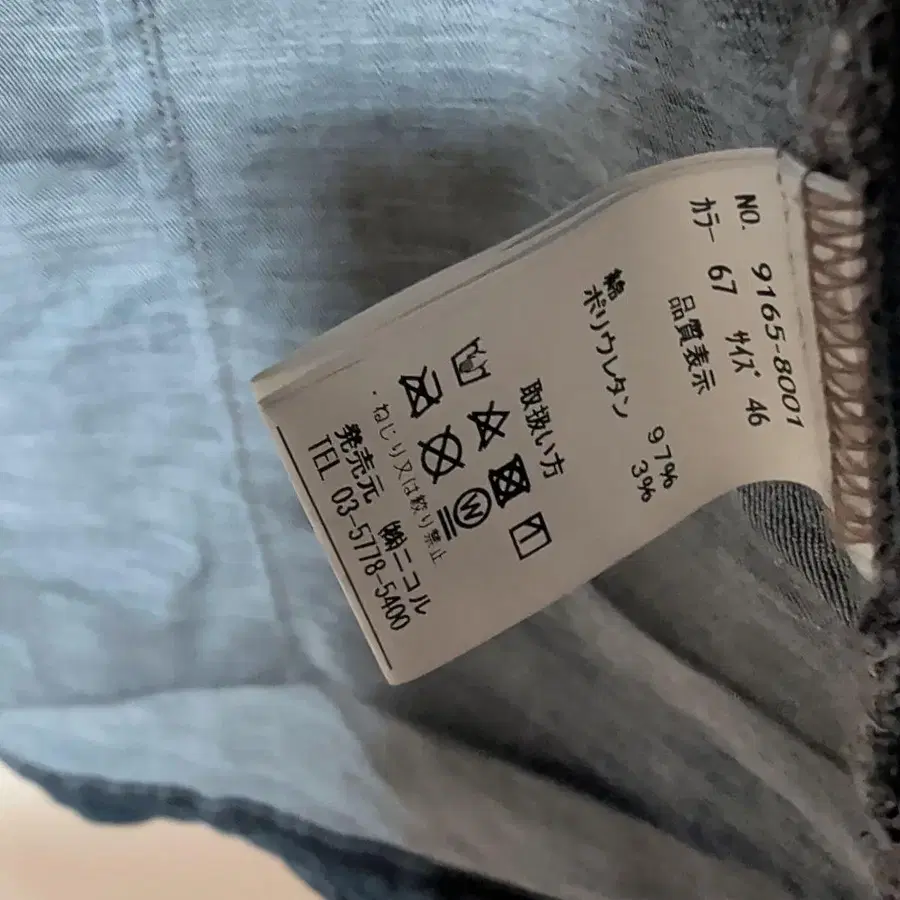 NO. 9165-8001
カラー 67 サイズ 46
品質表示
綿 97%
ポリウレタン 3%
取扱い方
W
・ねじり又は絞り禁止
発売元 ㈱ニコル
TEL 03-5778-5400